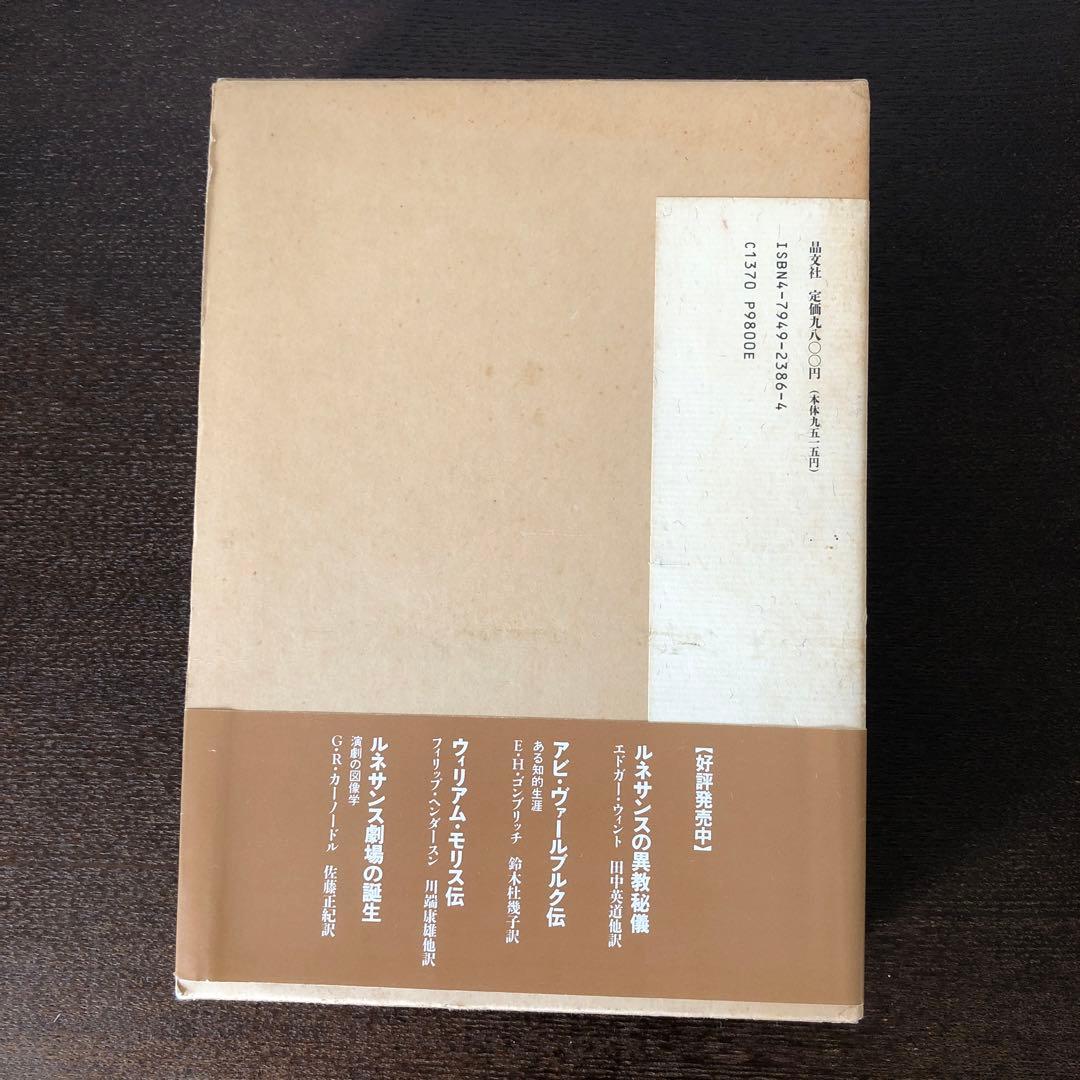 晶文社　定価九八〇〇円（本体九五一五円）
ISBN4-7949-2386-4
C1370 P9800E
【好評発売中】
ルネサンスの異教秘儀
エドガー・ウィント　田中英道他訳
アビ・ヴァールブルク伝
ある知的生涯
E・H・ゴンブリッチ　鈴木杜幾子訳
ウィリアム・モリス伝
フィリップ・ヘンダースン　川端康雄他訳
ルネサンス劇場の誕生
演劇の図像学
G・R・カーノードル　佐藤正紀訳